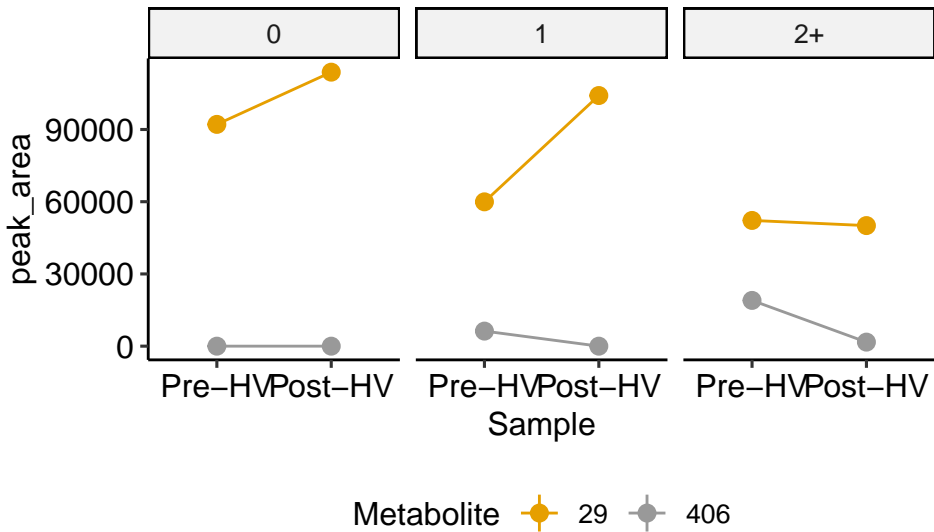 0 1 2+
peak_area
90000
60000
30000
0
Pre−HV Post−HV Pre−HV Post−HV Pre−HV Post−HV
Sample
Metabolite 29 406